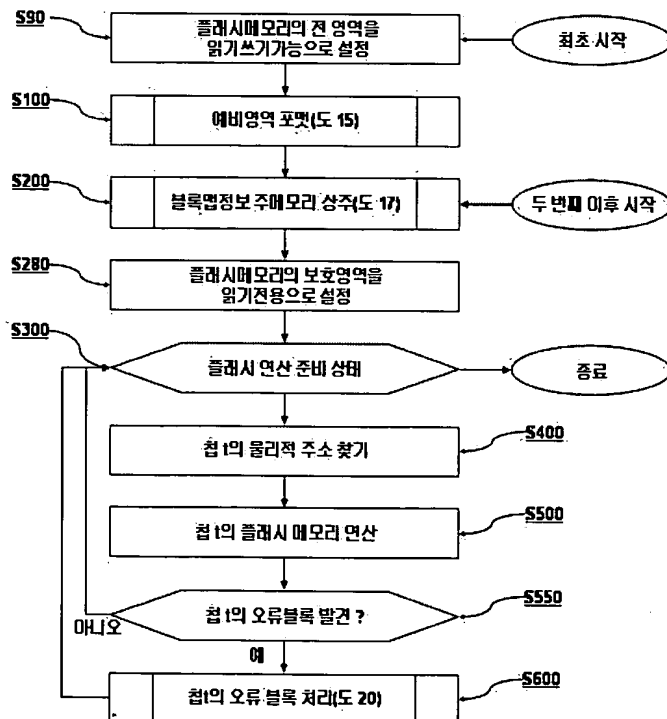 S90
플래시메모리의 전 영역을
읽기쓰기가능으로 설정
최초 시작
S100
예비영역 포맷(도 15)
S200
블록맵정보 주메모리 상주(도 17)
두 번째 이후 시작
S280
플래시메모리의 보호영역을
읽기전용으로 설정
S300
플래시 연산 준비 상태
종료
S400
칩 t의 물리적 주소 찾기
S500
칩 t의 플래시 메모리 연산
S550
칩 t의 오류블록 발견 ?
아니오
예
S600
칩t의 오류 블록 처리(도 20)